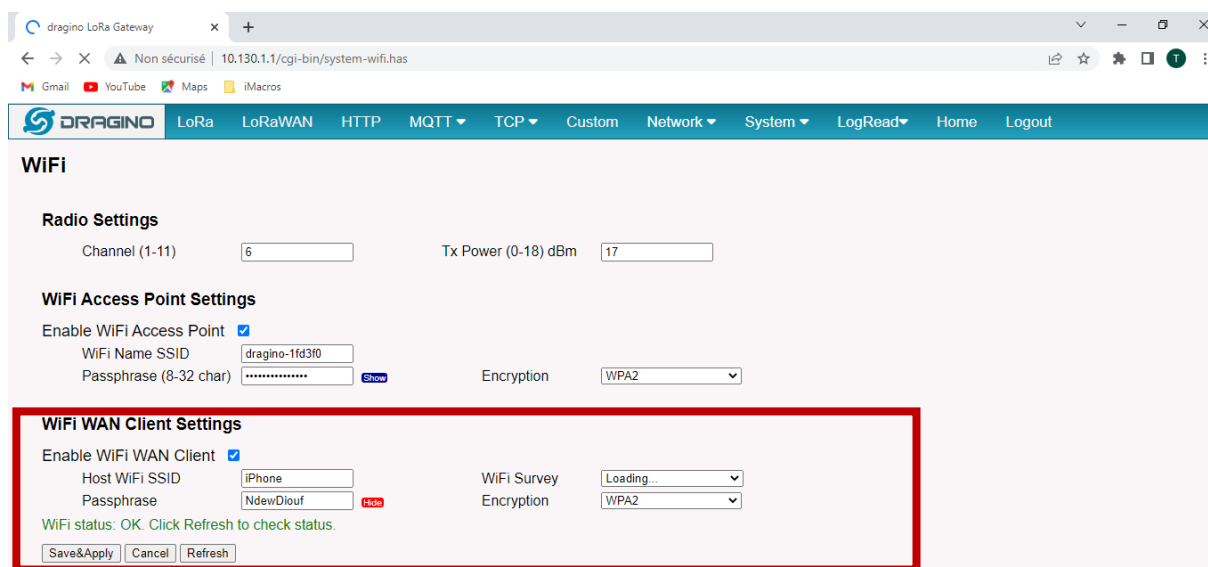 dragino LoRa Gateway
Non sécurisé | 10.130.1.1/cgi-bin/system-wifi.has
T
Gmail YouTube Maps iMacros
DRAGINO LoRa LoRaWAN HTTP MQTT TCP Custom Network System LogRead Home Logout
WiFi
Radio Settings
Channel (1-11) 6 Tx Power (0-18) dBm 17
WiFi Access Point Settings
Enable WiFi Access Point
WiFi Name SSID dragino-1fd3f0
Passphrase (8-32 char) ••••••••••••••• Show Encryption WPA2
WiFi WAN Client Settings
Enable WiFi WAN Client
Host WiFi SSID iPhone WiFi Survey Loading...
Passphrase NdewDiouf Hide Encryption WPA2
WiFi status: OK. Click Refresh to check status.
Save&Apply Cancel Refresh